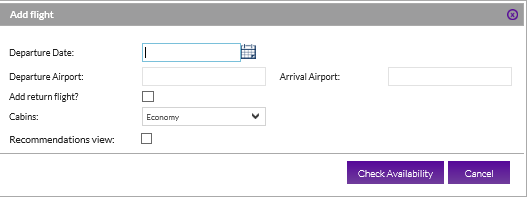 Add flight
Departure Date:
Departure Airport: Arrival Airport:
Add return flight?
Cabins: Economy
Recommendations view:
Check Availability Cancel